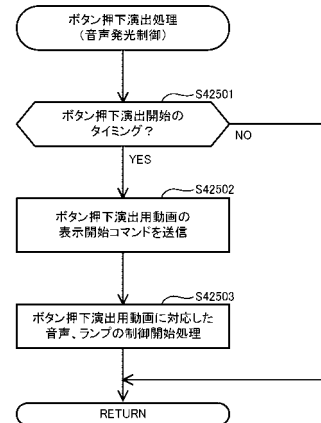 ボタン押下演出処理
(音声発光制御)
S42501
ボタン押下演出開始の
タイミング?
NO
YES
S42502
ボタン押下演出用動画の
表示開始コマンドを送信
S42503
ボタン押下演出用動画に対応した
音声、ランプの制御開始処理
RETURN